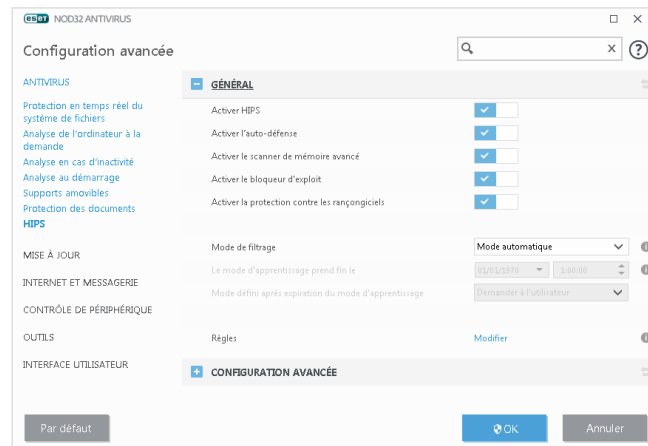 eset NOD32 ANTIVIRUS
Configuration avancée
ANTIVIRUS
Protection en temps réel du
système de fichiers
Analyse de l'ordinateur à la
demande
Analyse en cas d'inactivité
Analyse au démarrage
Supports amovibles
Protection des documents
HIPS
MISE À JOUR
INTERNET ET MESSAGERIE
CONTRÔLE DE PÉRIPHÉRIQUE
OUTILS
INTERFACE UTILISATEUR
GÉNÉRAL
Activer HIPS
Activer l'auto-défense
Activer le scanner de mémoire avancé
Activer le bloqueur d'exploit
Activer la protection contre les rançongiciels
Mode de filtrage Mode automatique
Le mode d'apprentissage prend fin le 01/01/1970 1:00:00
Mode défini après expiration du mode d'apprentissage Demander à l'utilisateur
Règles Modifier
CONFIGURATION AVANCÉE
Par défaut OK Annuler